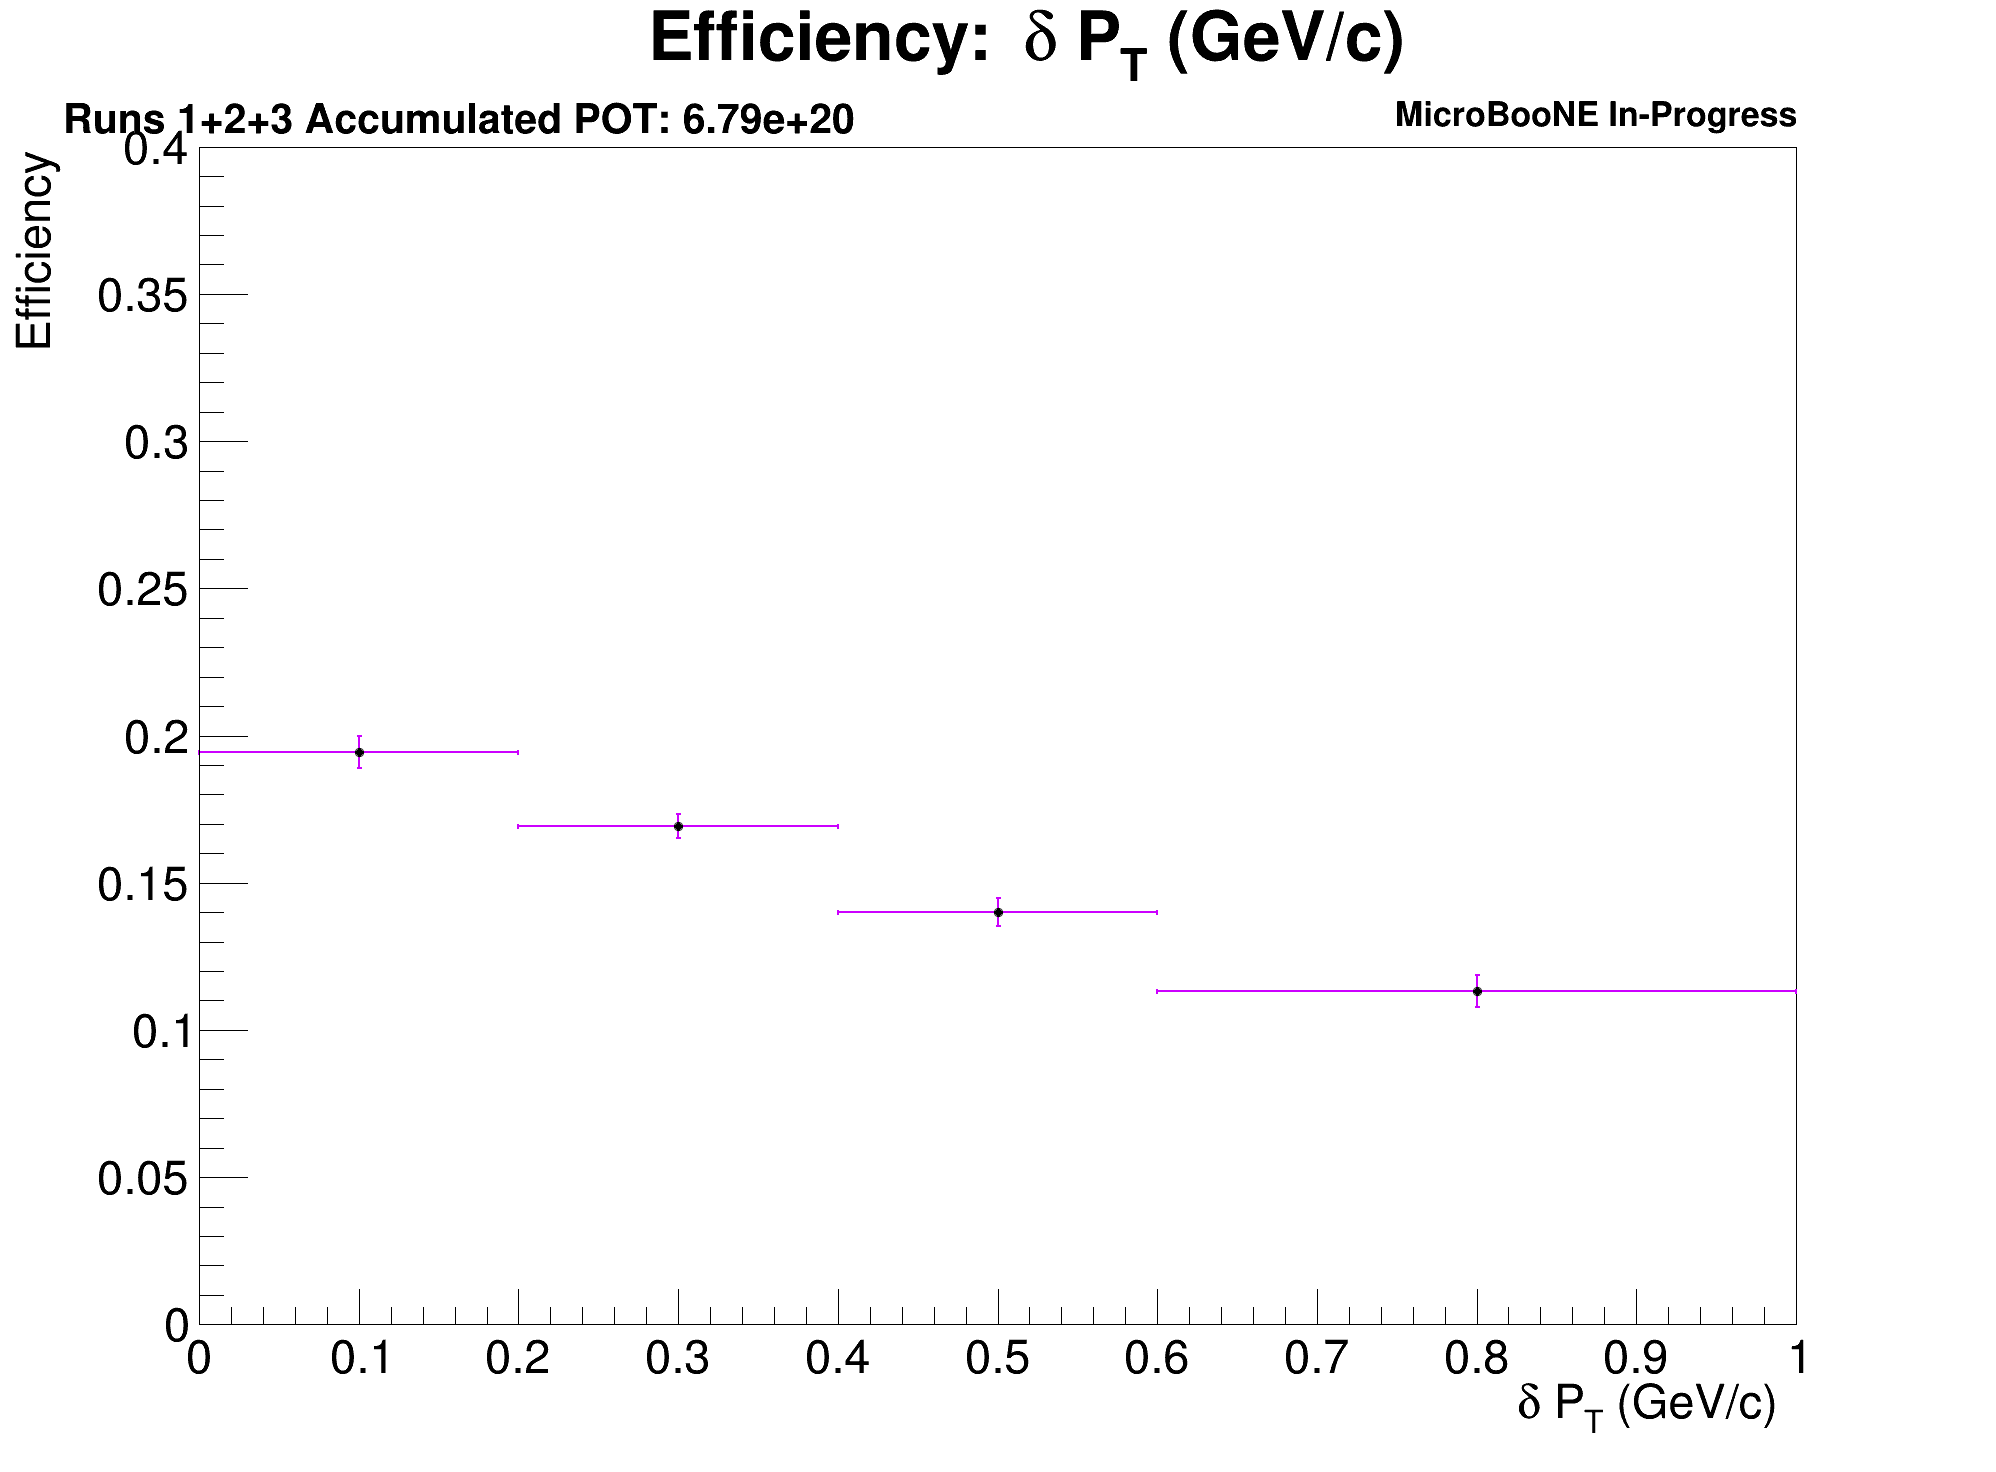 Efficiency: δ P_T (GeV/c)
Runs 1+2+3 Accumulated POT: 6.79e+20
MicroBooNE In-Progress
Efficiency
0.4
0.35
0.3
0.25
0.2
0.15
0.1
0.05
0
0 0.1 0.2 0.3 0.4 0.5 0.6 0.7 0.8 0.9 1
δ P_T (GeV/c)